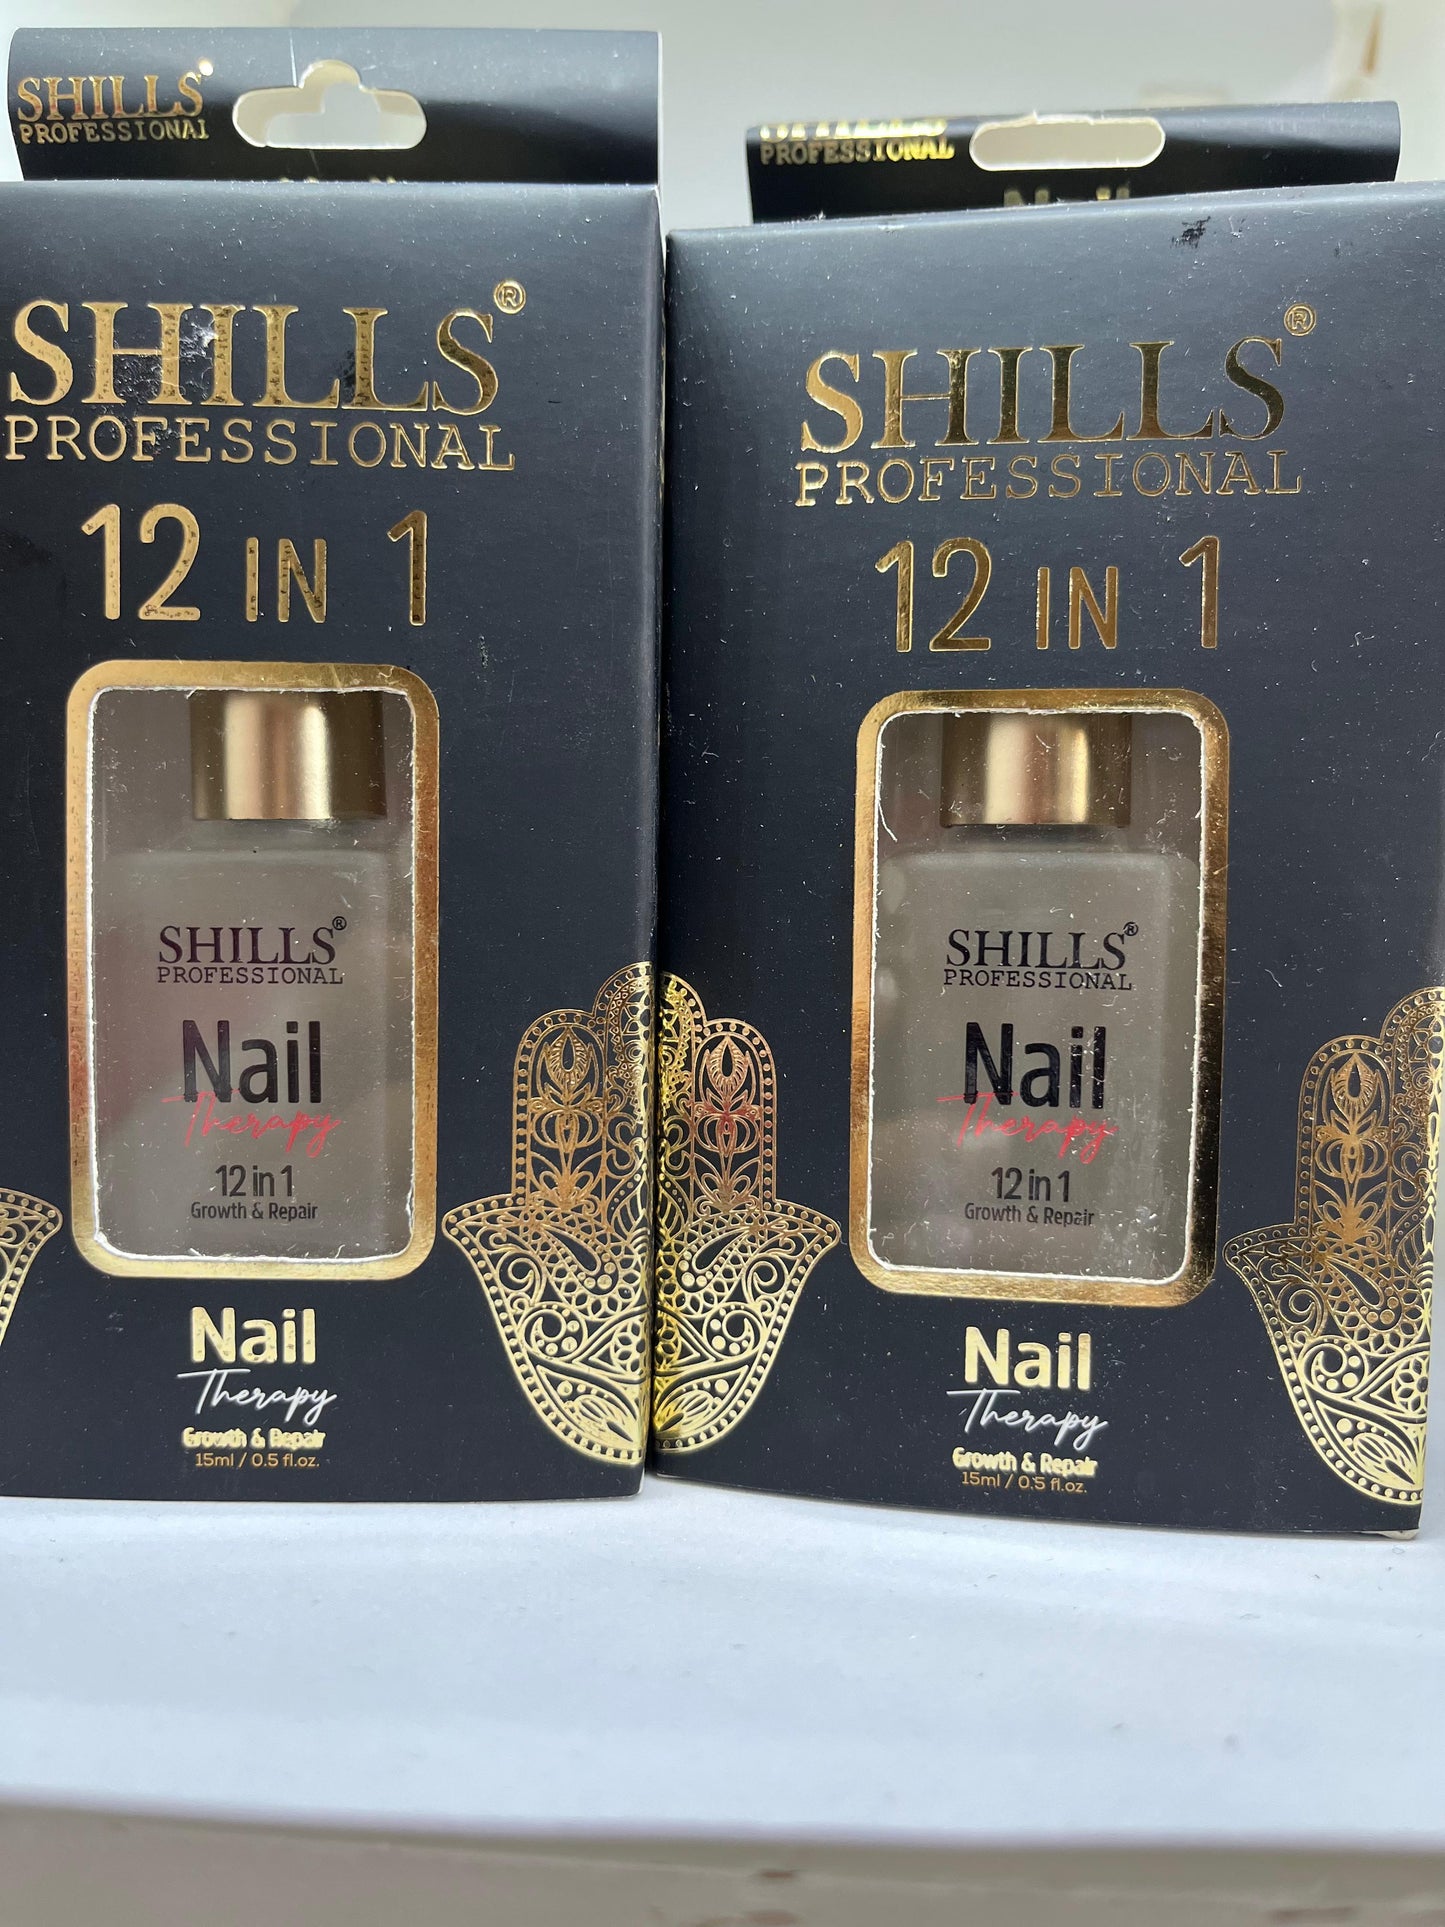 SHILLS®
PROFESSIONAL
SHILLS®
PROFESSIONAL
12 IN 1
SHILLS®
PROFESSIONAL
Nail
Therapy
12 in 1
Growth & Repair
Nail
Therapy
Growth & Repair
15ml / 0.5 fl.oz.
PROFESSIONAL
SHILLS®
PROFESSIONAL
12 IN 1
SHILLS®
PROFESSIONAL
Nail
Therapy
12 in 1
Growth & Repair
Nail
Therapy
Growth & Repair
15ml / 0.5 fl.oz.